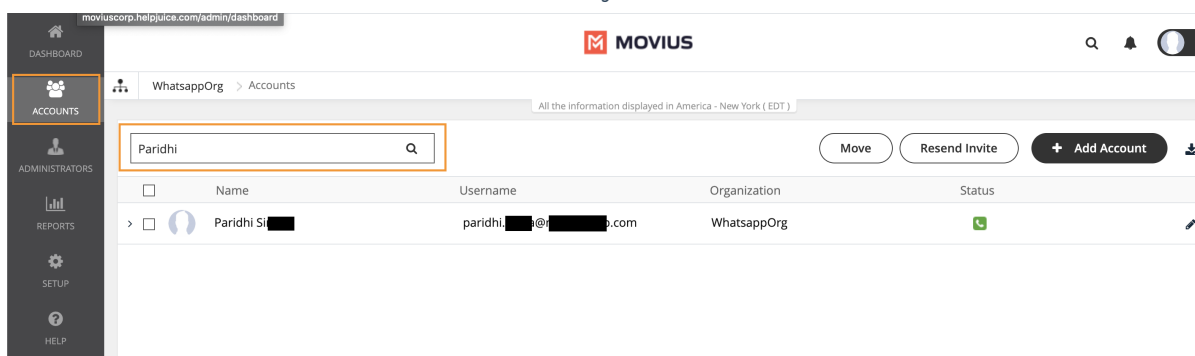 moviuscorp.helpjuice.com/admin/dashboard
DASHBOARD
MOVIUS
ACCOUNTS
WhatsappOrg > Accounts
All the information displayed in America - New York ( EDT )
Paridhi
Move
Resend Invite
+ Add Account
ADMINISTRATORS
Name Username Organization Status
REPORTS
Paridhi Si paridhi. @ .com WhatsappOrg
SETUP
HELP